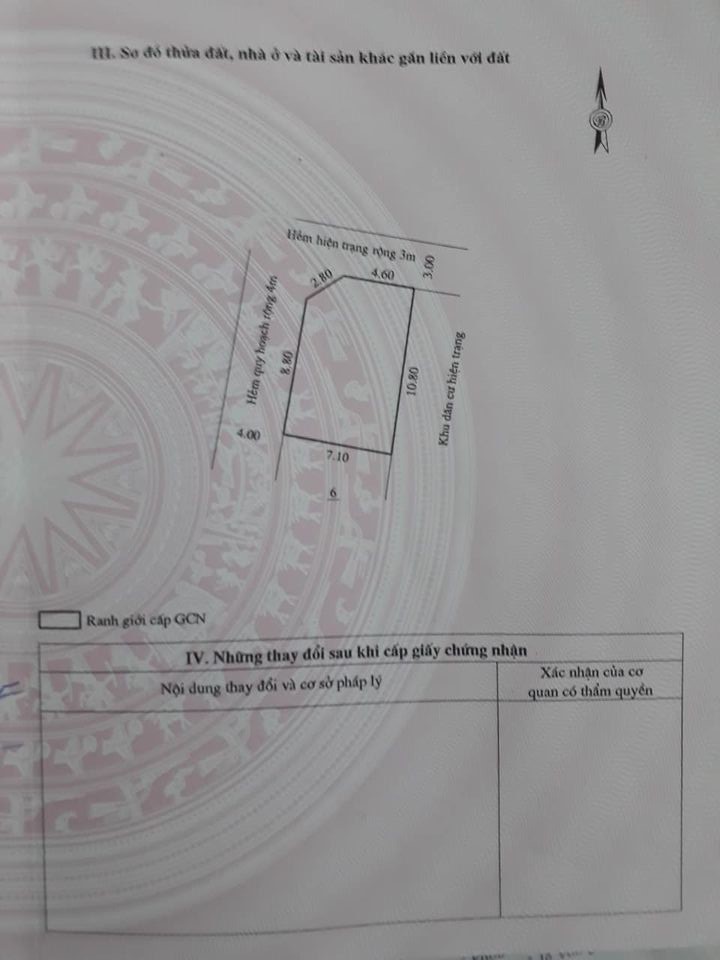 III. Sơ đồ thửa đất, nhà ở và tài sản khác gắn liền với đất
B
Hẻm hiện trạng rộng 3m
3.00
2.80
4.60
Hẻm quy hoạch rộng 4m
8.80
10.80
Khu dân cư hiện trạng
4.00
7.10
6
Ranh giới cấp GCN
IV. Những thay đổi sau khi cấp giấy chứng nhận
Nội dung thay đổi và cơ sở pháp lý
Xác nhận của cơ
quan có thẩm quyền